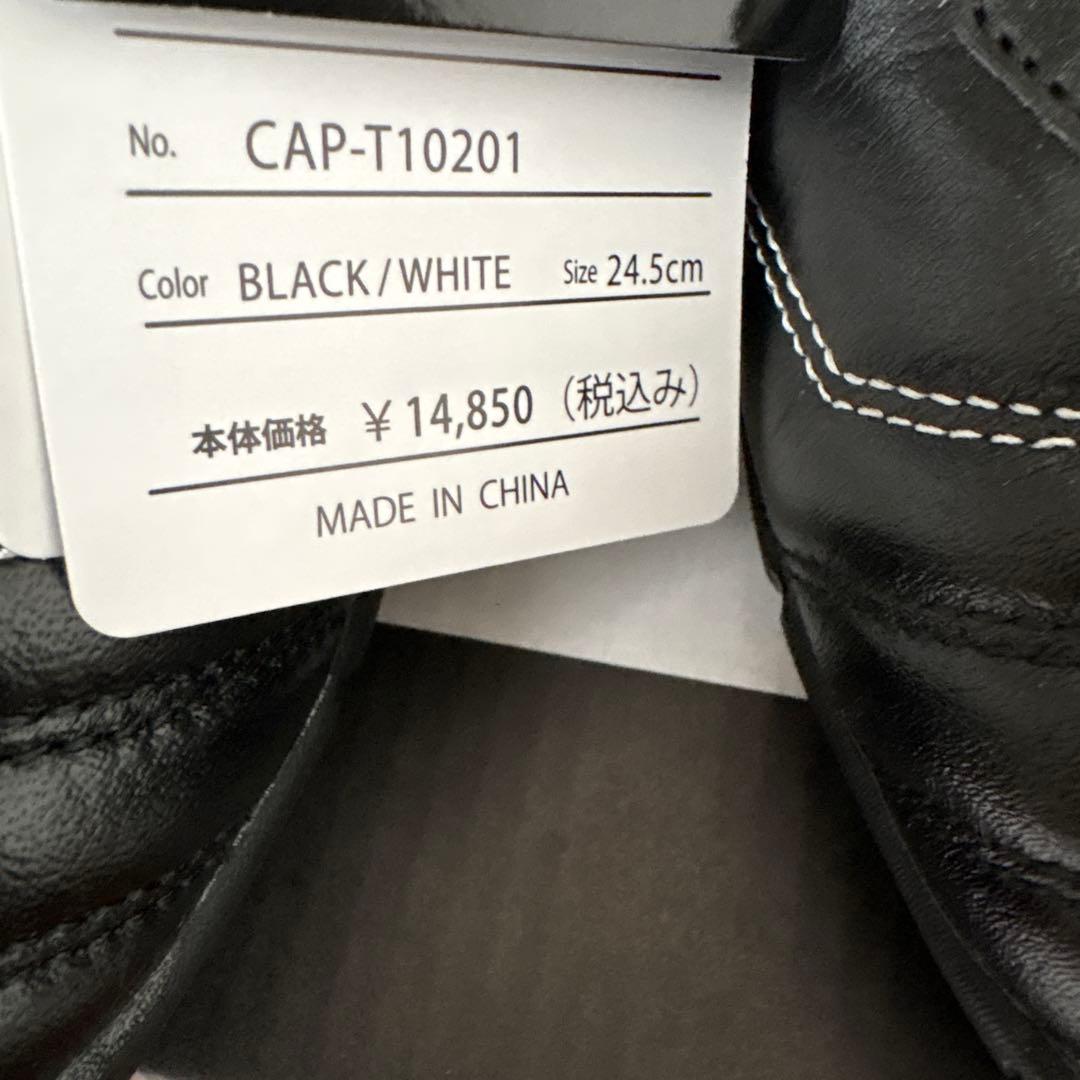 No. CAP-T10201
Color BLACK/WHITE Size 24.5cm
本体価格 ¥14,850 (税込み)
MADE IN CHINA